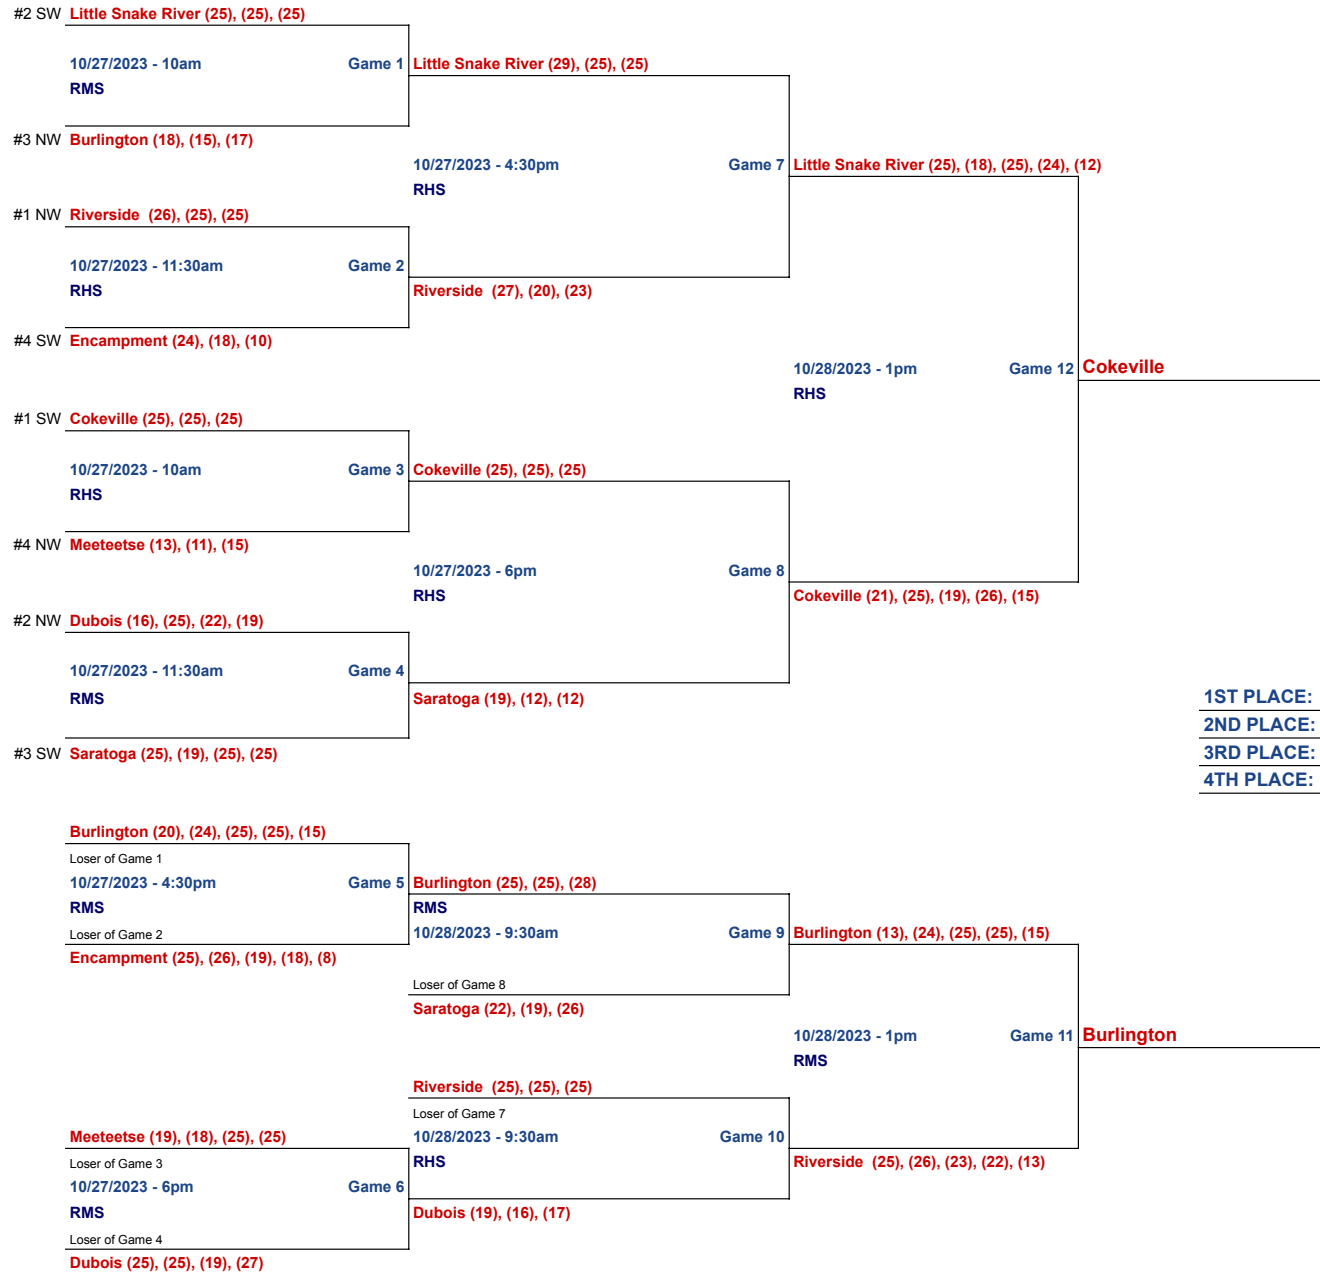 #2 SW Little Snake River (25), (25), (25)
10/27/2023 - 10am Game 1 Little Snake River (29), (25), (25)
RMS
#3 NW Burlington (18), (15), (17)
10/27/2023 - 4:30pm Game 7 Little Snake River (25), (18), (25), (24), (12)
RHS
#1 NW Riverside (26), (25), (25)
10/27/2023 - 11:30am Game 2
RHS Riverside (27), (20), (23)
#4 SW Encampment (24), (18), (10)
10/28/2023 - 1pm Game 12 Cokeville
RHS
#1 SW Cokeville (25), (25), (25)
10/27/2023 - 10am Game 3 Cokeville (25), (25), (25)
RHS
#4 NW Meeteetse (13), (11), (15)
10/27/2023 - 6pm Game 8
RHS Cokeville (21), (25), (19), (26), (15)
#2 NW Dubois (16), (25), (22), (19)
10/27/2023 - 11:30am Game 4
RMS Saratoga (19), (12), (12)
1ST PLACE:
2ND PLACE:
#3 SW Saratoga (25), (19), (25), (25)
3RD PLACE:
4TH PLACE:
Burlington (20), (24), (25), (25), (15)
Loser of Game 1
10/27/2023 - 4:30pm Game 5 Burlington (25), (25), (28)
RMS RMS
Loser of Game 2 10/28/2023 - 9:30am Game 9 Burlington (13), (24), (25), (25), (15)
Encampment (25), (26), (19), (18), (8)
Loser of Game 8
Saratoga (22), (19), (26)
10/28/2023 - 1pm Game 11 Burlington
RMS
Riverside (25), (25), (25)
Loser of Game 7
Meeteetse (19), (18), (25), (25) 10/28/2023 - 9:30am Game 10
Loser of Game 3 RHS Riverside (25), (26), (23), (22), (13)
10/27/2023 - 6pm Game 6
RMS Dubois (19), (16), (17)
Loser of Game 4
Dubois (25), (25), (19), (27)